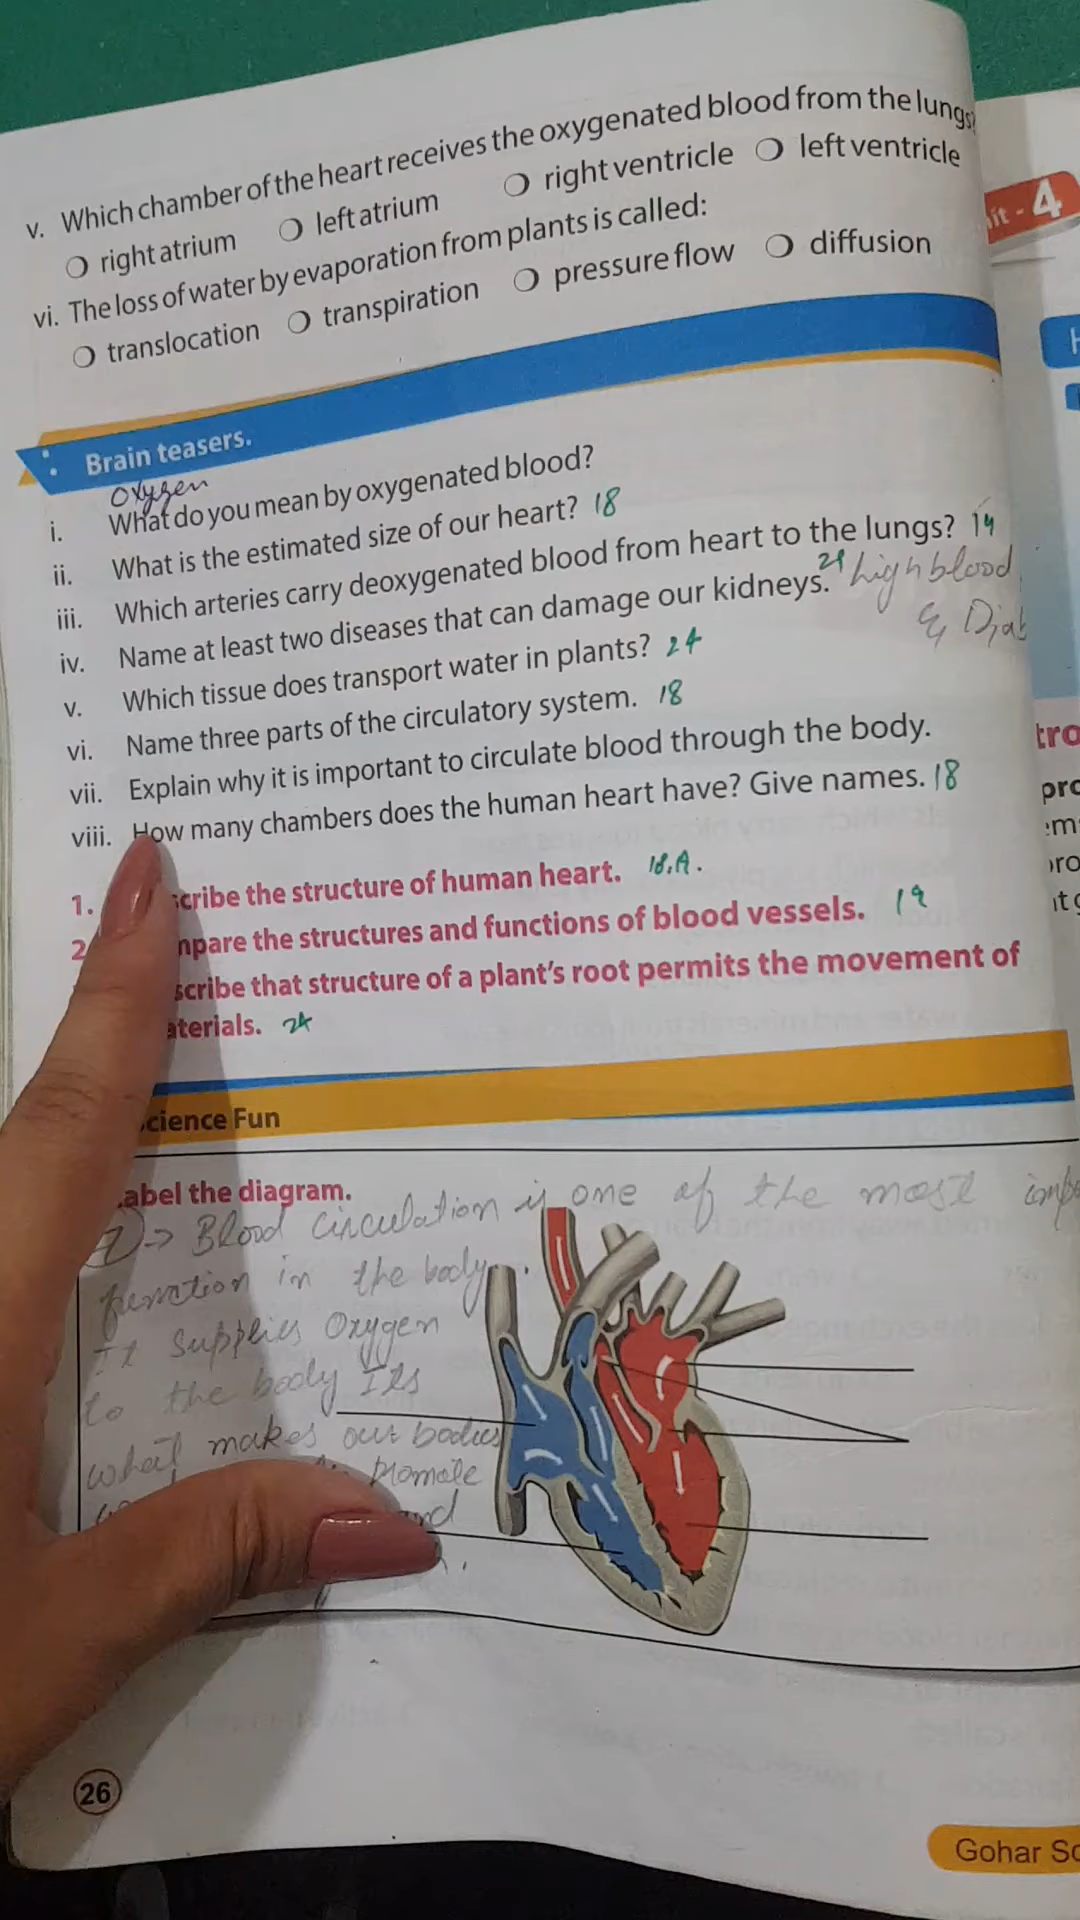 v. Which chamber of the heart receives the oxygenated blood from the lungs?
right atrium left atrium right ventricle left ventricle
vi. The loss of water by evaporation from plants is called:
translocation transpiration pressure flow diffusion
it - 4
Brain teasers.
oxygen
i. What do you mean by oxygenated blood?
ii. What is the estimated size of our heart? 18
iii. Which arteries carry deoxygenated blood from heart to the lungs? 19
iv. Name at least two diseases that can damage our kidneys. 21 high blood
& Diab
v. Which tissue does transport water in plants? 24
vi. Name three parts of the circulatory system. 18
vii. Explain why it is important to circulate blood through the body.
viii. How many chambers does the human heart have? Give names. 18
1. scribe the structure of human heart. 18.A.
2 npare the structures and functions of blood vessels. 19
scribe that structure of a plant's root permits the movement of
aterials. 24
cience Fun
abel the diagram.
7 → Blood circulation is one of the most impo
function in the body.
It supplies Oxygen
to the body Its
what makes our bodies
Promote
nd
26
Gohar Sc
tro
pro
em
pro
it c